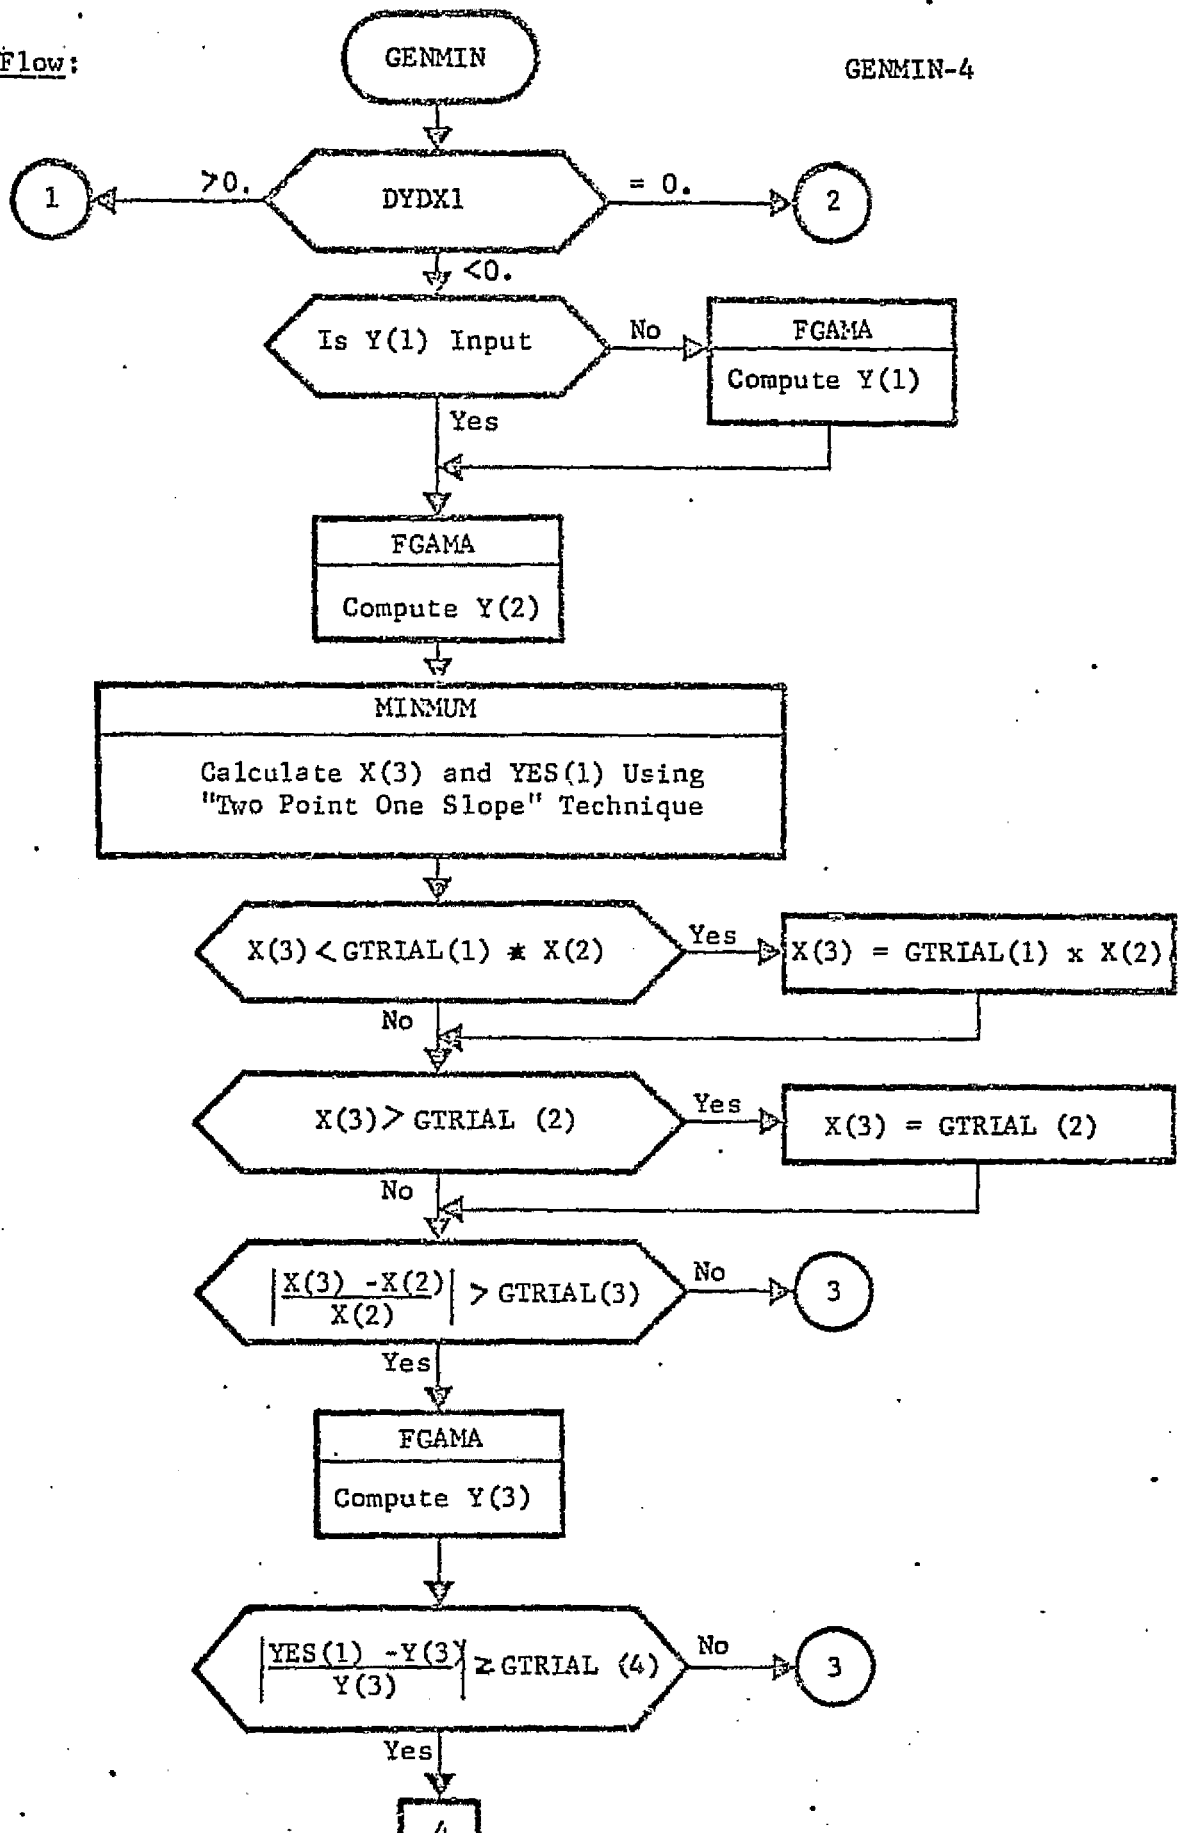 Flow:
GENMIN
GENMIN-4
1
>0.
DYDX1
= 0.
2
<0.
Is Y(1) Input
No
FGAMA
Compute Y(1)
Yes
FGAMA
Compute Y(2)
MINMUM
Calculate X(3) and YES(1) Using
"Two Point One Slope" Technique
X(3) < GTRIAL(1) * X(2)
Yes
X(3) = GTRIAL(1) x X(2)
No
X(3) > GTRIAL (2)
Yes
X(3) = GTRIAL (2)
No
|X(3) -X(2)
X(2)| > GTRIAL(3)
No
3
Yes
FGAMA
Compute Y(3)
|YES(1) -Y(3)
Y(3)| ≥ GTRIAL (4)
No
3
Yes
4